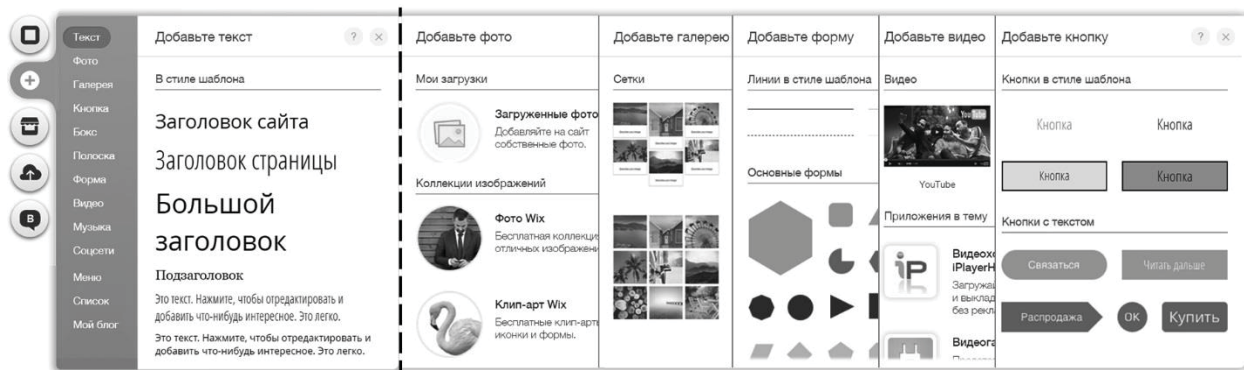 Текст
Фото
Галерея
Кнопка
Бокс
Полоска
Форма
Видео
Музыка
Соцсети
Меню
Список
Мой блог
B
Добавьте текст
?
В стиле шаблона
Заголовок сайта
Заголовок страницы
Большой
заголовок
Подзаголовок
Это текст. Нажмите, чтобы отредактировать и
добавить что-нибудь интересное. Это легко.
Это текст. Нажмите, чтобы отредактировать и
добавить что-нибудь интересное. Это легко.
Добавьте фото
Мои загрузки
Загруженные фото
Добавляйте на сайт
собственные фото.
Коллекции изображений
Фото Wix
Бесплатная коллекция
отличных изображени
Клип-арт Wix
Бесплатные клип-арты
иконки и формы.
Добавьте галерею
Сетки
Добавьте форму
Линии в стиле шаблона
Основные формы
Добавьте видео
Видео
YouTube
YouTube
Приложения в тему
iP
Видеохо
iPlayerH
Загружай
и выклад
без рекл
Видеога
Добавьте кнопку
?
Кнопки в стиле шаблона
Кнопка Кнопка
Кнопка Кнопка
Кнопки с текстом
Связаться Читать дальше
Распродажа OK Купить